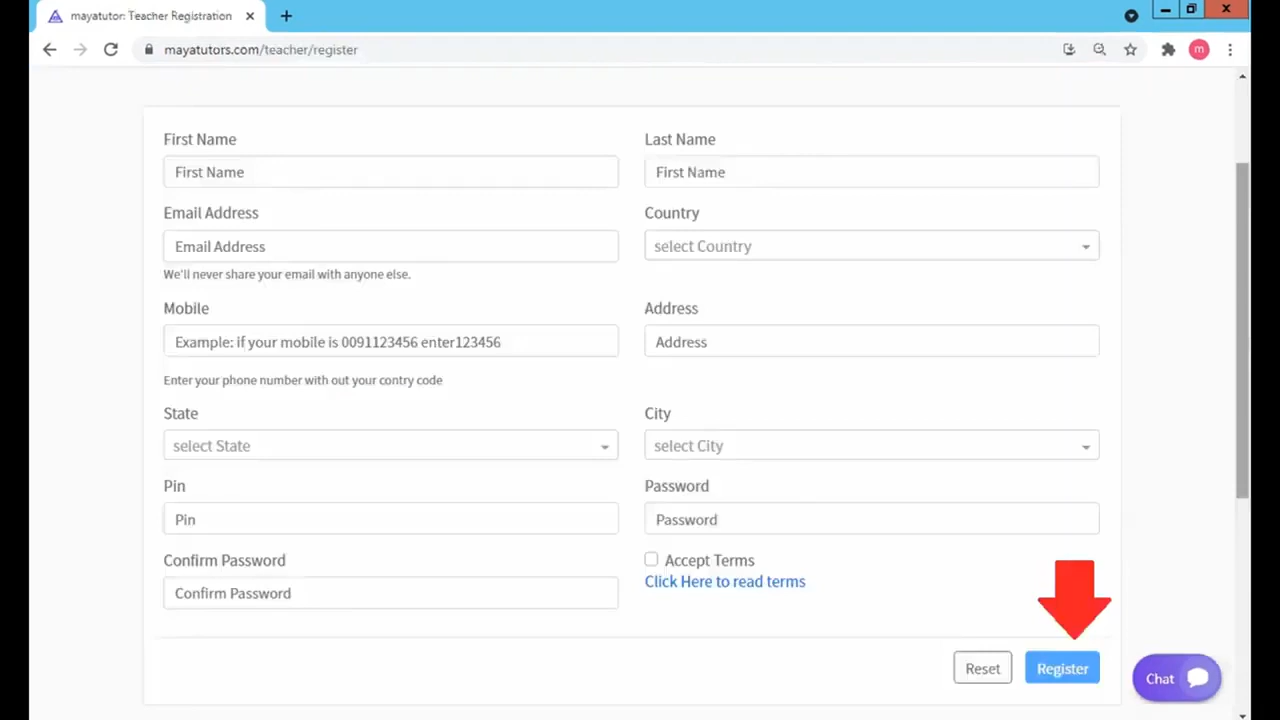 mayatutor: Teacher Registration
mayatutors.com/teacher/register
m
First Name
Last Name
First Name
First Name
Email Address
Country
Email Address
select Country
We'll never share your email with anyone else.
Mobile
Address
Example: if your mobile is 0091123456 enter123456
Address
Enter your phone number with out your contry code
State
City
select State
select City
Pin
Password
Pin
Password
Confirm Password
Accept Terms
Click Here to read terms
Confirm Password
Reset
Register
Chat